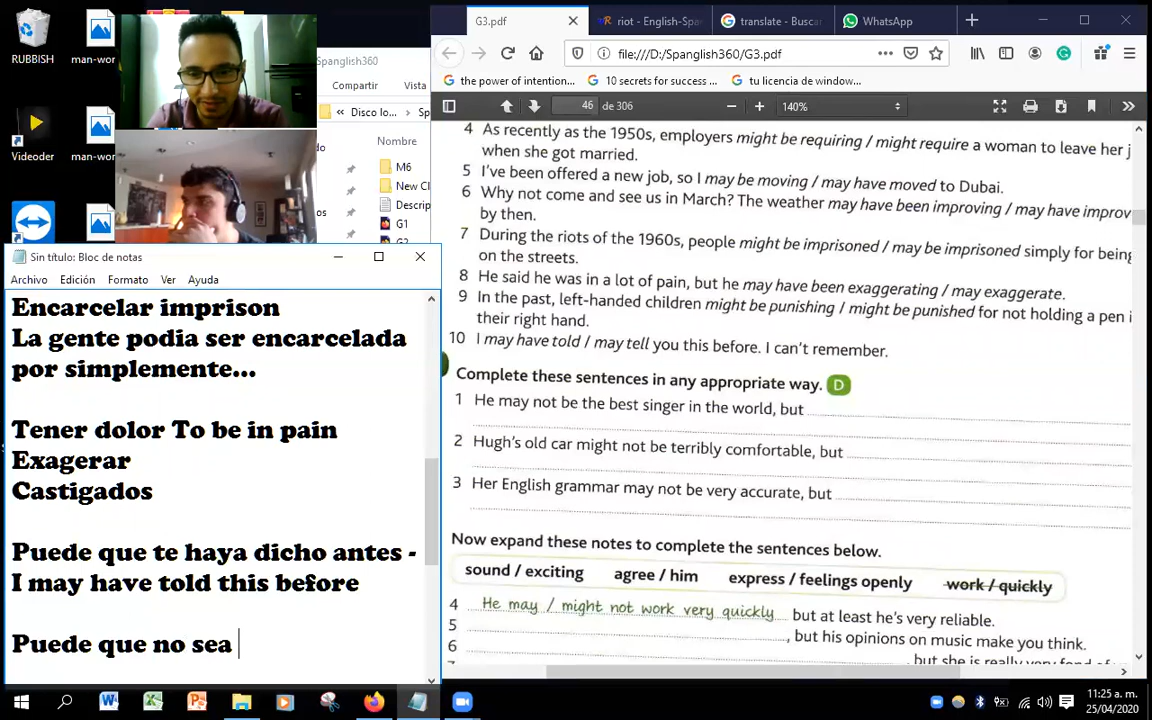 RUBBISH
man-wor
Videoder
man-wor
Spanglish360
Compartir Vista
« Disco lo... > Sp
Nombre
M6
New Cl
Descrip
G1
G2
Sin título: Bloc de notas
Archivo Edición Formato Ver Ayuda
Encarcelar imprison
La gente podia ser encarcelada
por simplemente...
Tener dolor To be in pain
Exagerar
Castigados
Puede que te haya dicho antes -
I may have told this before
Puede que no sea
G3.pdf
riot - English-Spa
translate - Buscar
WhatsApp
file:///D:/Spanglish360/G3.pdf
the power of intention...
10 secrets for success ...
tu licencia de window...
46 de 306
140%
4 As recently as the 1950s, employers might be requiring / might require a woman to leave her j
when she got married.
5 I've been offered a new job, so I may be moving / may have moved to Dubai.
6 Why not come and see us in March? The weather may have been improving / may have improv
by then.
7 During the riots of the 1960s, people might be imprisoned / may be imprisoned simply for being
on the streets.
8 He said he was in a lot of pain, but he may have been exaggerating / may exaggerate.
9 In the past, left-handed children might be punishing / might be punished for not holding a pen i
their right hand.
10 I may have told / may tell you this before. I can't remember.
Complete these sentences in any appropriate way. D
1 He may not be the best singer in the world, but
2 Hugh's old car might not be terribly comfortable, but
3 Her English grammar may not be very accurate, but
Now expand these notes to complete the sentences below.
sound / exciting agree / him express / feelings openly work / quickly
4 He may / might not work very quickly but at least he's very reliable.
5 , but his opinions on music make you think.
6 , but she is really very fond of
11:25 a. m.
25/04/2020